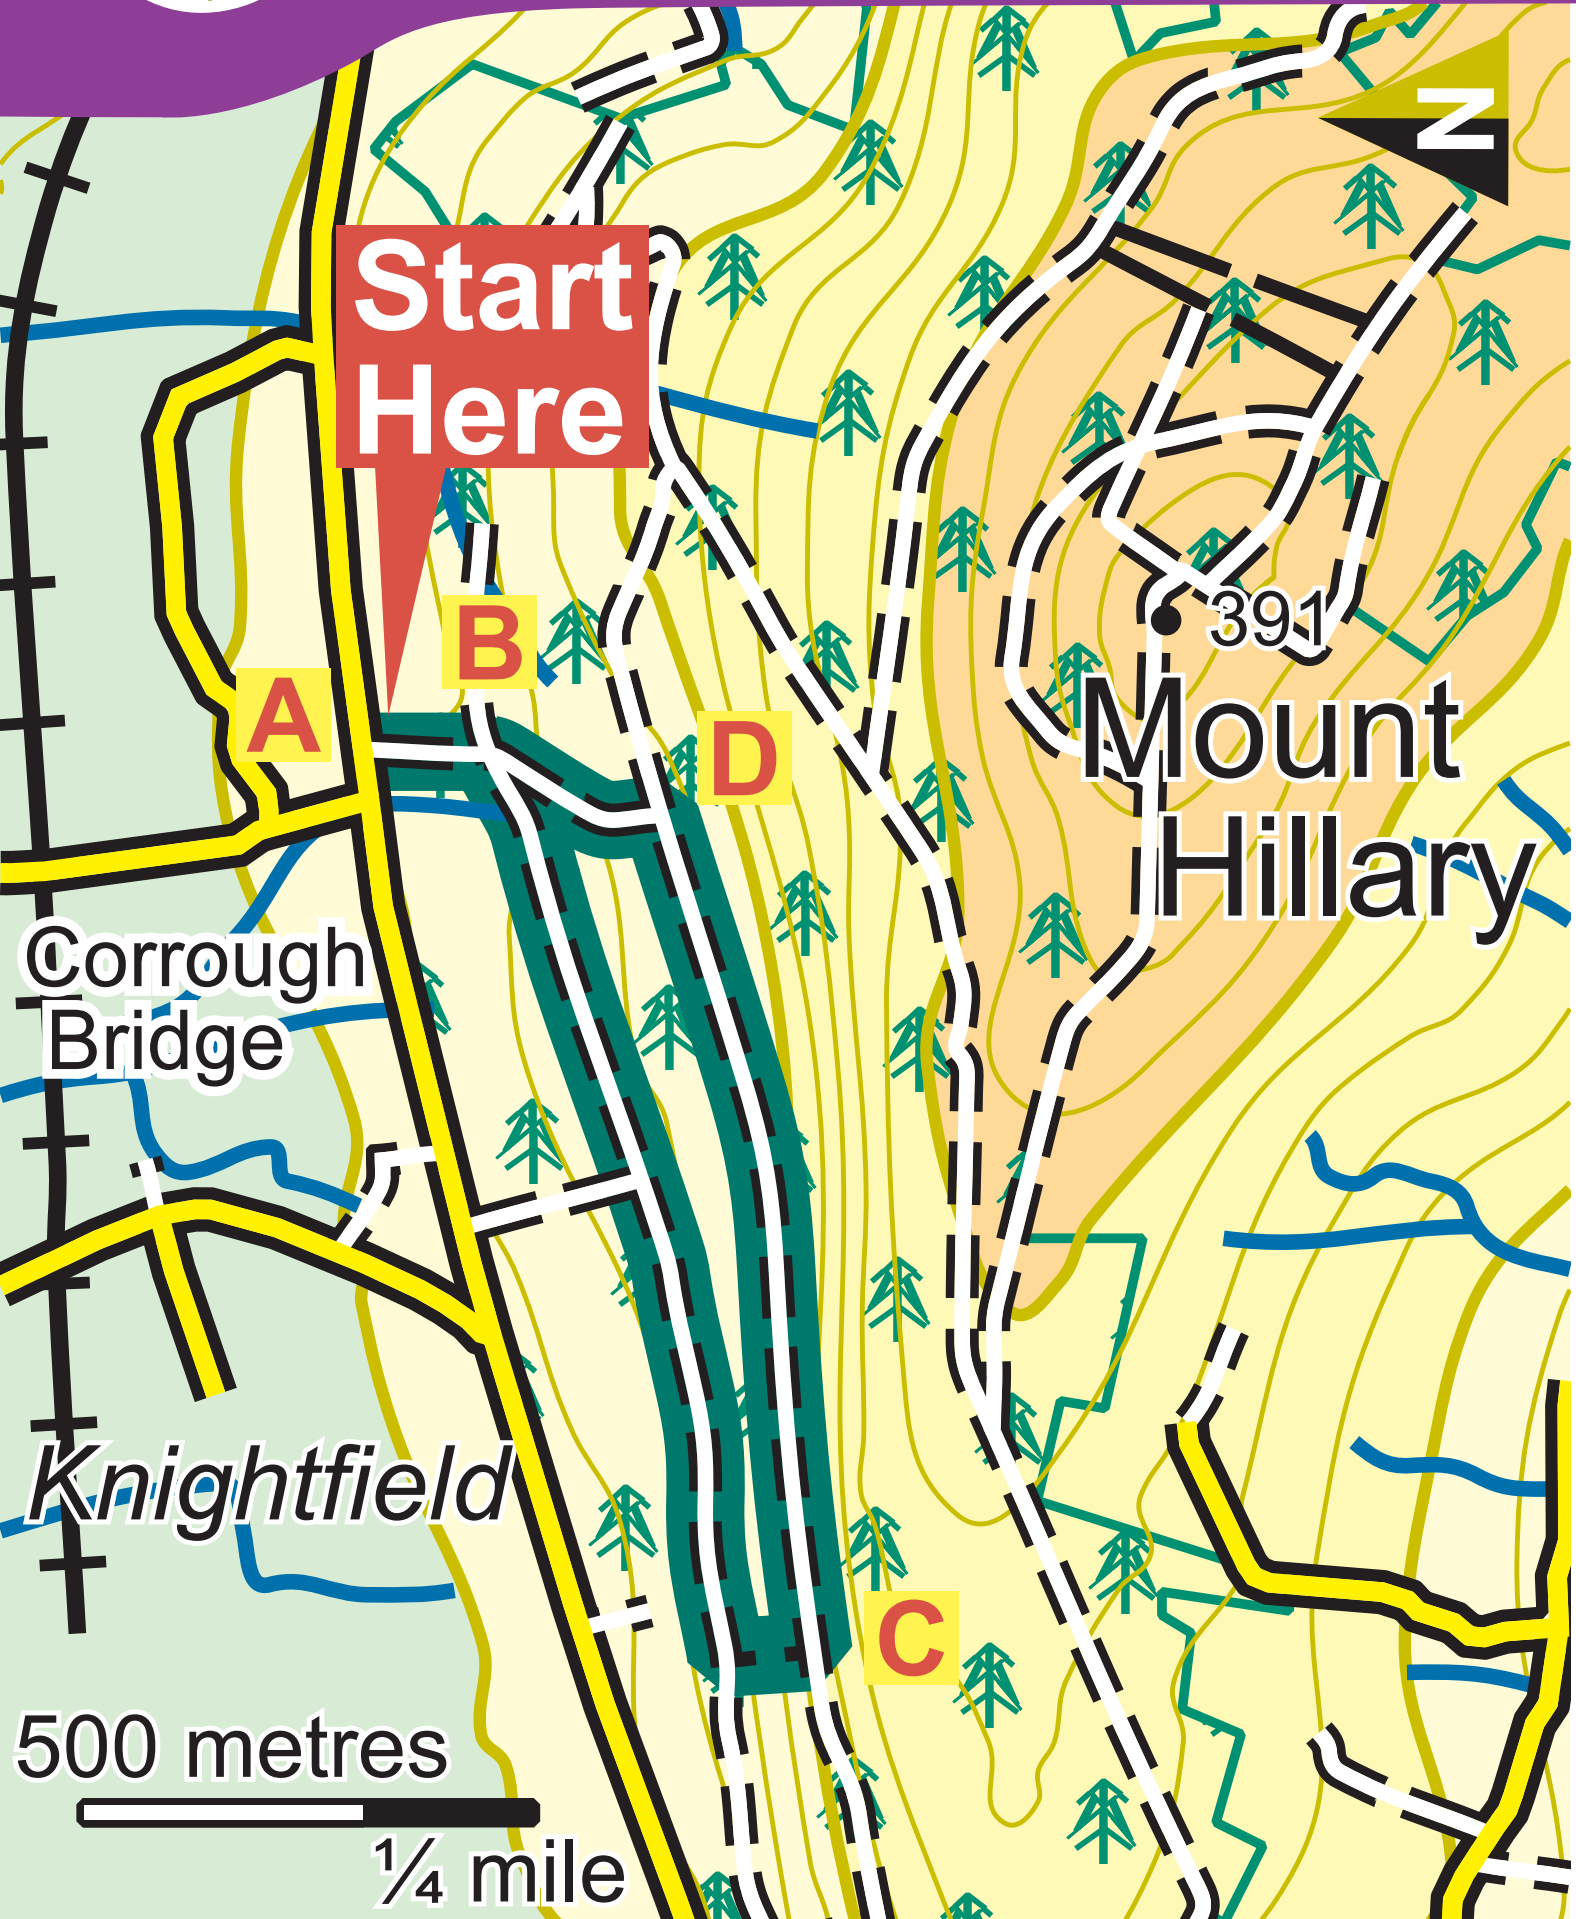 N
Start
Here
B
391
A
Mount
D
Hillary
Corrough
Bridge
Knightfield
C
500 metres
¼ mile